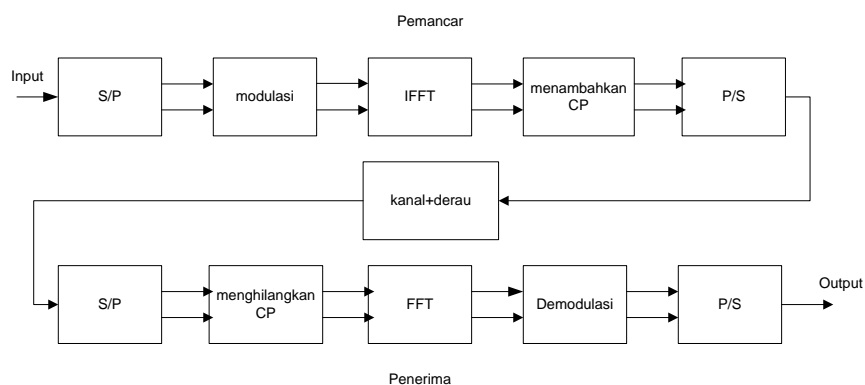 Pemancar
Input
S/P
modulasi
IFFT
menambahkan
CP
P/S
kanal+derau
S/P
menghilangkan
CP
FFT
Demodulasi
P/S
Output
Penerima